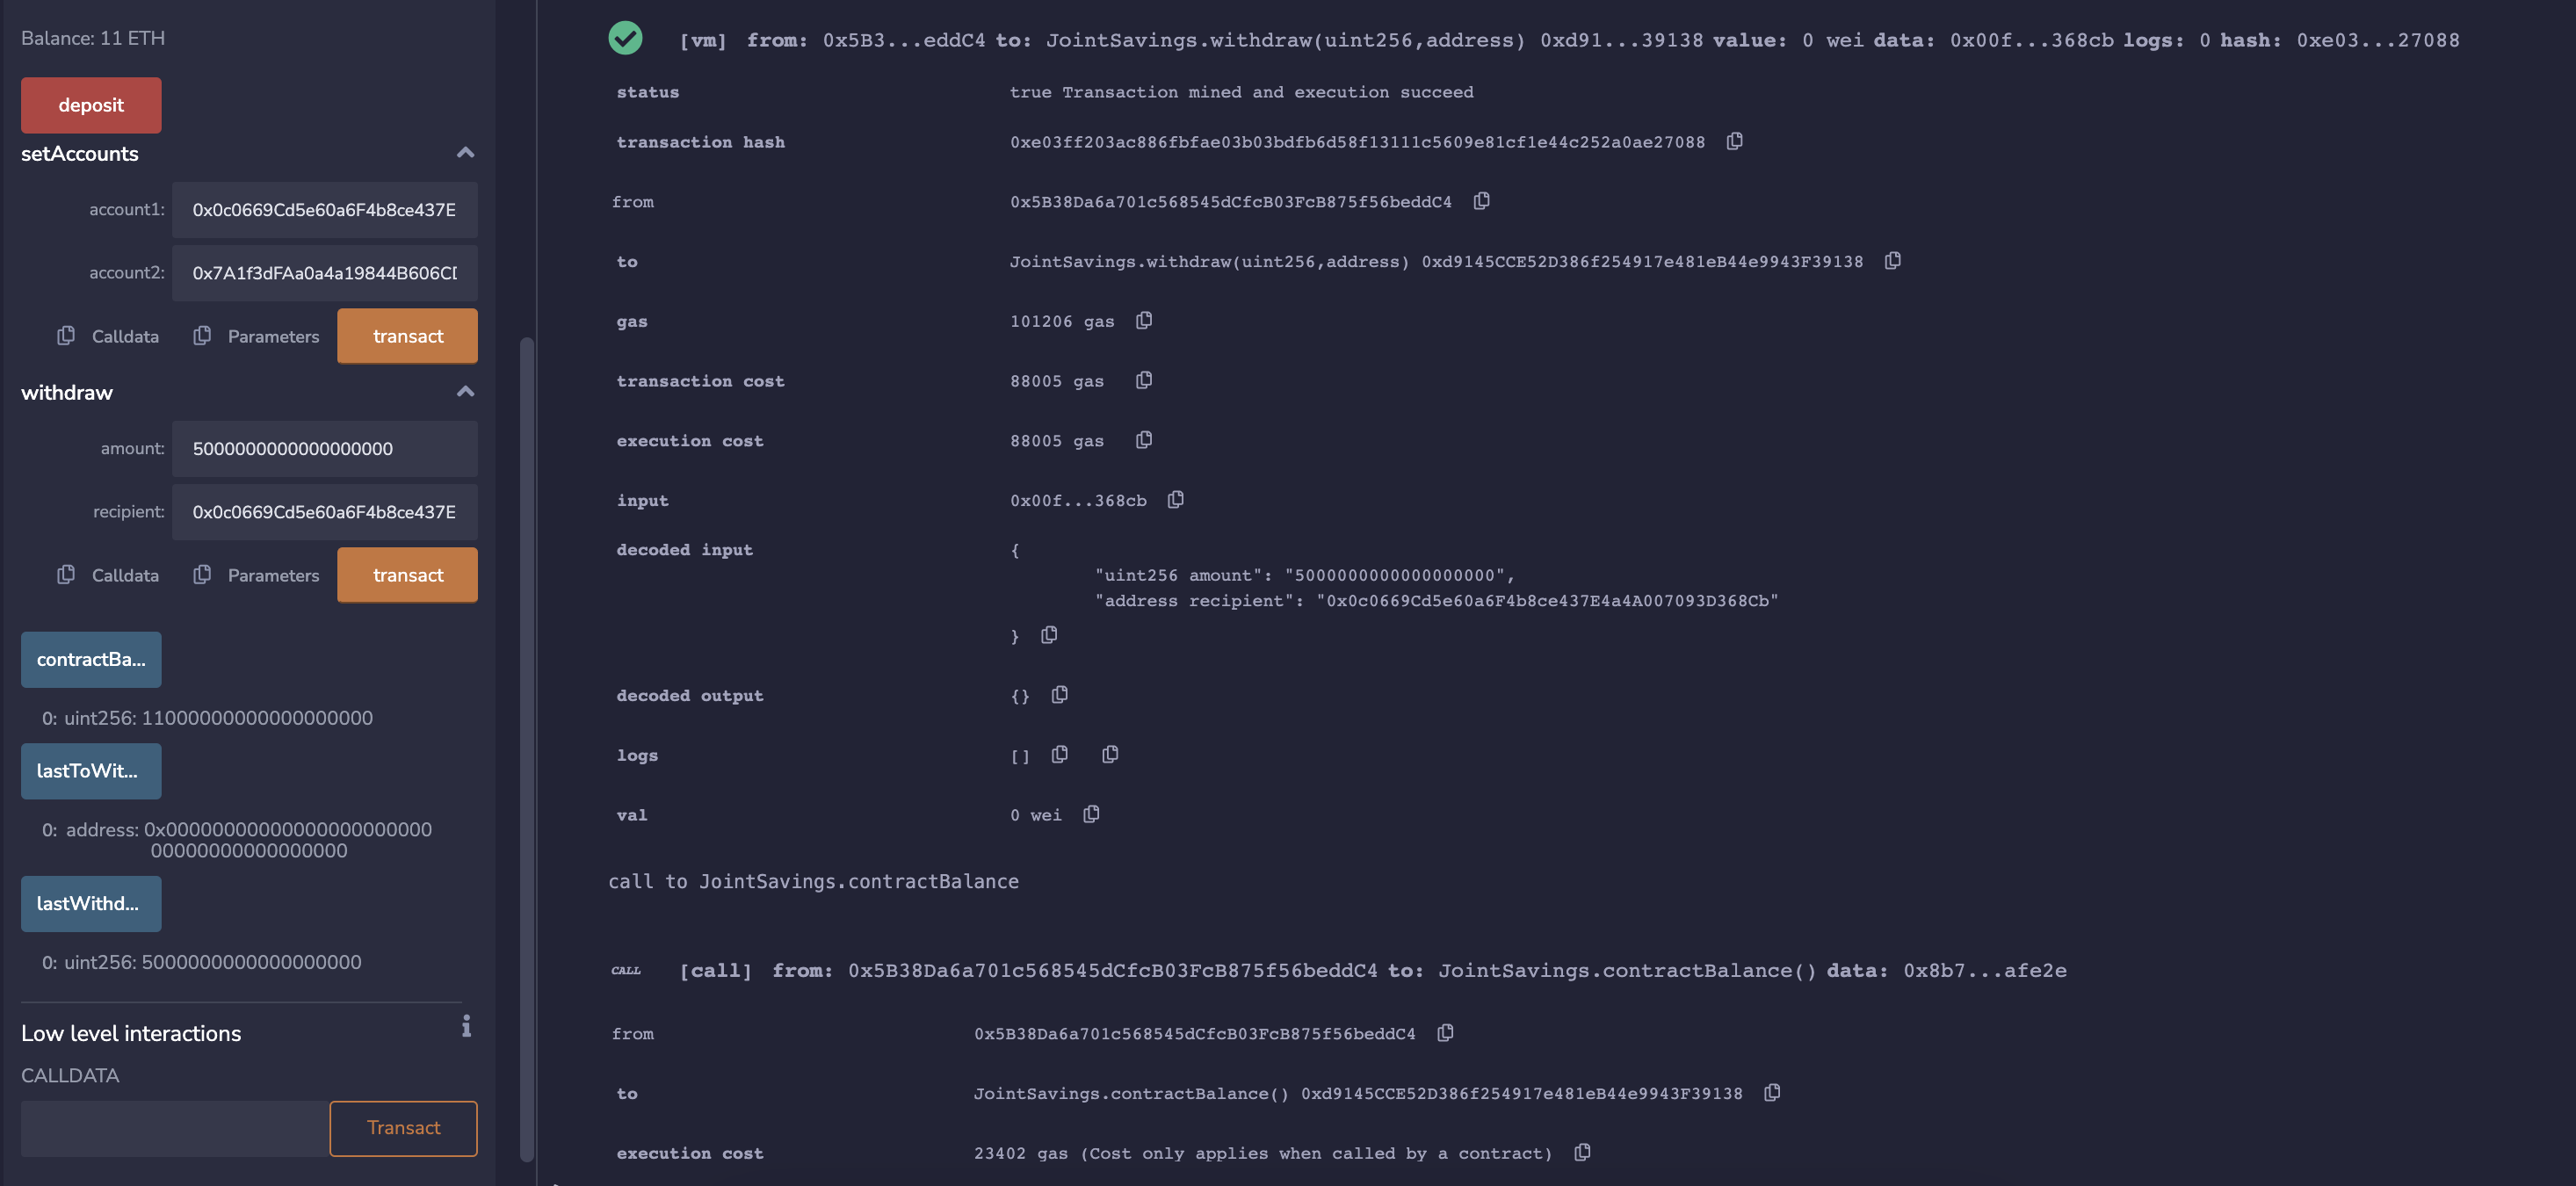 Balance: 11 ETH
deposit
setAccounts
account1: 0x0c0669Cd5e60a6F4b8ce437E
account2: 0x7A1f3dFAa0a4a19844B606CD
Calldata Parameters transact
withdraw
amount: 5000000000000000000
recipient: 0x0c0669Cd5e60a6F4b8ce437E
Calldata Parameters transact
contractBa...
0: uint256: 11000000000000000000
lastToWit...
0: address: 0x00000000000000000000000
00000000000000000
lastWithd...
0: uint256: 5000000000000000000
Low level interactions
CALLDATA
Transact
[vm] from: 0x5B3...eddC4 to: JointSavings.withdraw(uint256,address) 0xd91...39138 value: 0 wei data: 0x00f...368cb logs: 0 hash: 0xe03...27088
status true Transaction mined and execution succeed
transaction hash 0xe03ff203ac886fbfae03b03bdfb6d58f13111c5609e81cf1e44c252a0ae27088
from 0x5B38Da6a701c568545dCfcB03FcB875f56beddC4
to JointSavings.withdraw(uint256,address) 0xd9145CCE52D386f254917e481eB44e9943F39138
gas 101206 gas
transaction cost 88005 gas
execution cost 88005 gas
input 0x00f...368cb
decoded input {
"uint256 amount": "5000000000000000000",
"address recipient": "0x0c0669Cd5e60a6F4b8ce437E4a4A007093D368Cb"
}
decoded output {}
logs []
val 0 wei
call to JointSavings.contractBalance
CALL [call] from: 0x5B38Da6a701c568545dCfcB03FcB875f56beddC4 to: JointSavings.contractBalance() data: 0x8b7...afe2e
from 0x5B38Da6a701c568545dCfcB03FcB875f56beddC4
to JointSavings.contractBalance() 0xd9145CCE52D386f254917e481eB44e9943F39138
execution cost 23402 gas (Cost only applies when called by a contract)